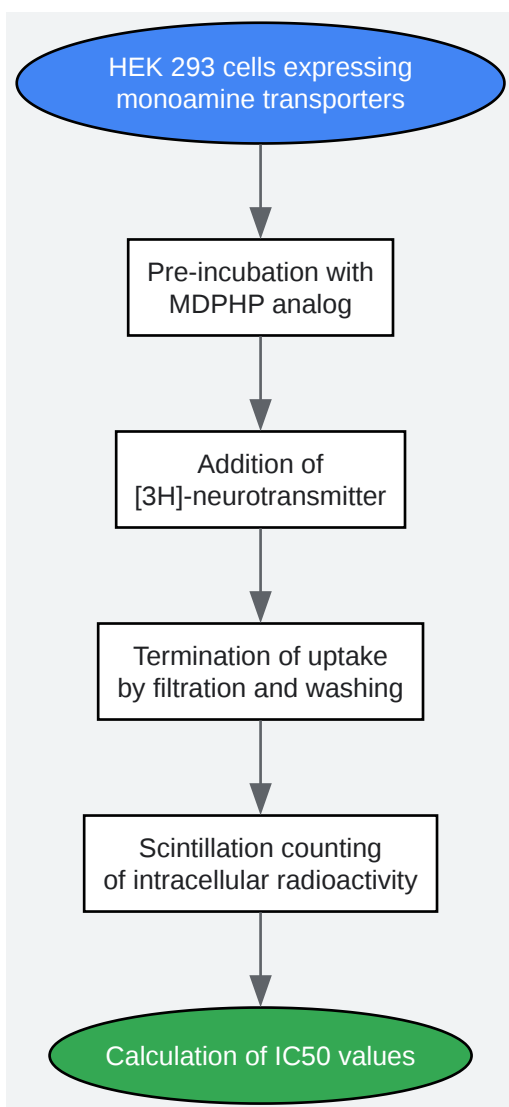 HEK 293 cells expressing
monoamine transporters
Pre-incubation with
MDPHP analog
Addition of
[3H]-neurotransmitter
Termination of uptake
by filtration and washing
Scintillation counting
of intracellular radioactivity
Calculation of IC50 values